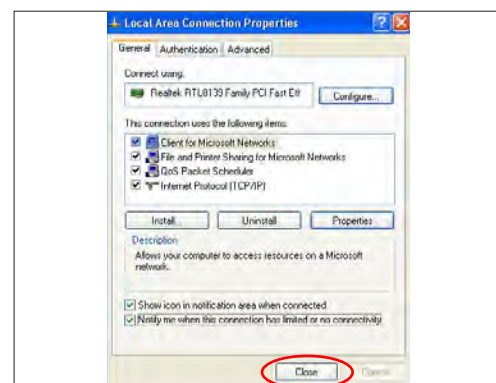 Local Area Connection Properties
General Authentication Advanced
Connect using:
Realtek RTL8139 Family PCI Fast Eth
Configure...
This connection uses the following items:
Client for Microsoft Networks
File and Printer Sharing for Microsoft Networks
QoS Packet Scheduler
Internet Protocol (TCP/IP)
Install... Uninstall Properties
Description
Allows your computer to access resources on a Microsoft
network.
Show icon in notification area when connected
Notify me when this connection has limited or no connectivity
Close Cancel